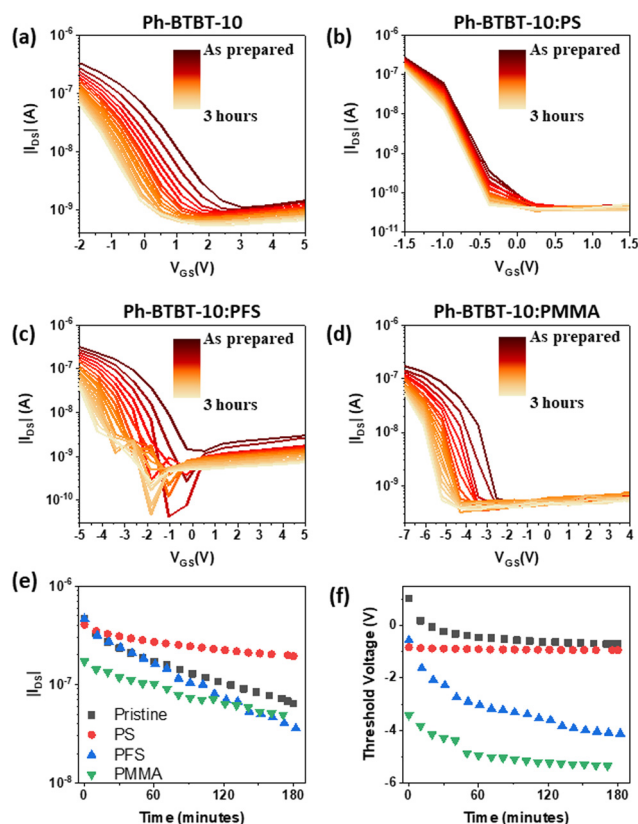 Ph-BTBT-10
Ph-BTBT-10:PS
(a)
As prepared
3 hours
|I_DS| (A)
10^-6
10^-7
10^-8
10^-9
-2 -1 0 1 2 3 4 5
V_GS(V)
(b)
As prepared
3 hours
|I_DS| (A)
10^-6
10^-7
10^-8
10^-9
10^-10
10^-11
-1.5 -1.0 -0.5 0.0 0.5 1.0 1.5
V_GS(V)
Ph-BTBT-10:PFS
Ph-BTBT-10:PMMA
(c)
As prepared
3 hours
|I_DS| (A)
10^-6
10^-7
10^-8
10^-9
10^-10
-5 -4 -3 -2 -1 0 1 2 3 4 5
V_GS(V)
(d)
As prepared
3 hours
|I_DS| (A)
10^-6
10^-7
10^-8
10^-9
-7 -6 -5 -4 -3 -2 -1 0 1 2 3 4
V_GS(V)
(e)
|I_DS|
10^-6
10^-7
10^-8
Pristine
PS
PFS
PMMA
0 60 120 180
Time (minutes)
(f)
Threshold Voltage (V)
0
-2
-4
-6
0 60 120 180
Time (minutes)